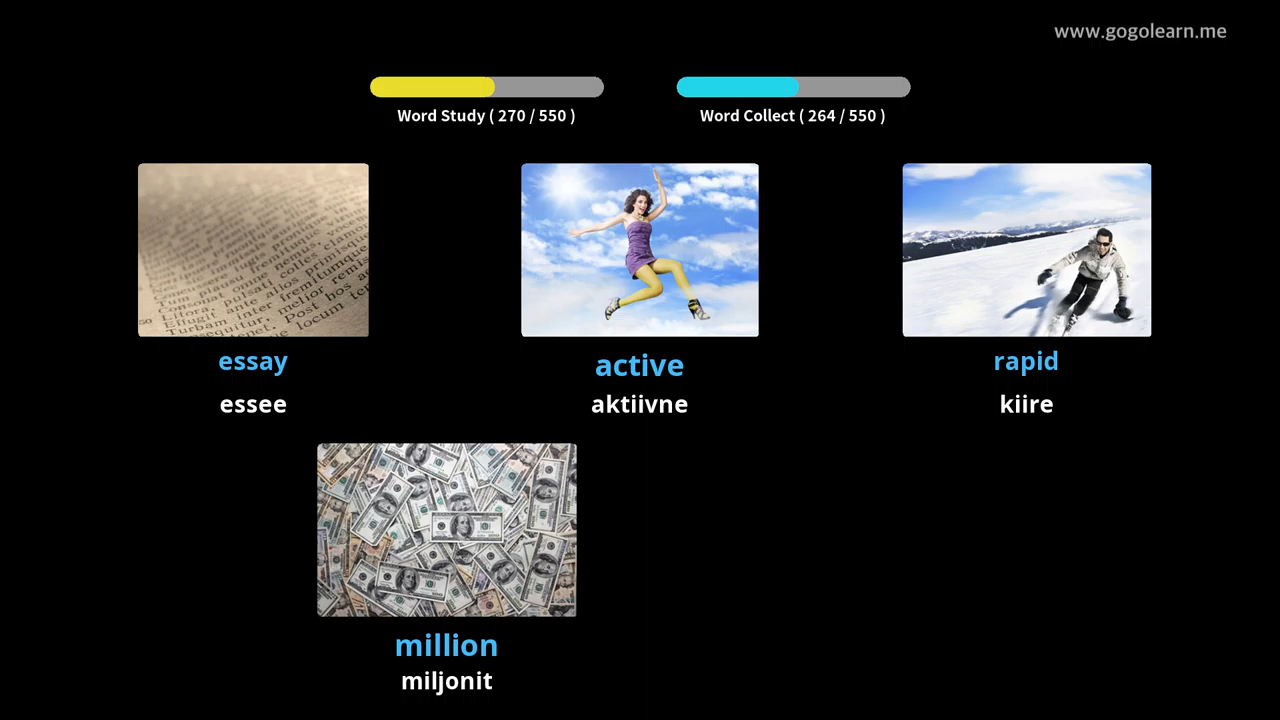 www.gogolearn.me
Word Study ( 270 / 550 )
Word Collect ( 264 / 550 )
essay
active
rapid
essee
aktiivne
kiire
million
miljonit